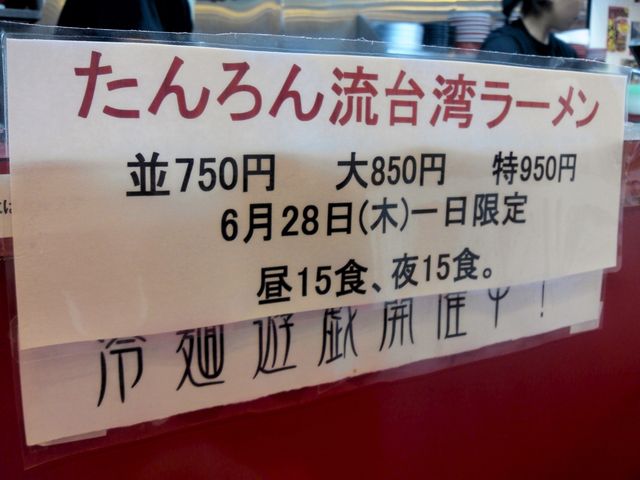 たんろん流台湾ラーメン
並750円 大850円 特950円
6月28日(木)一日限定
昼15食、夜15食。
冷麺遊戯開催中!